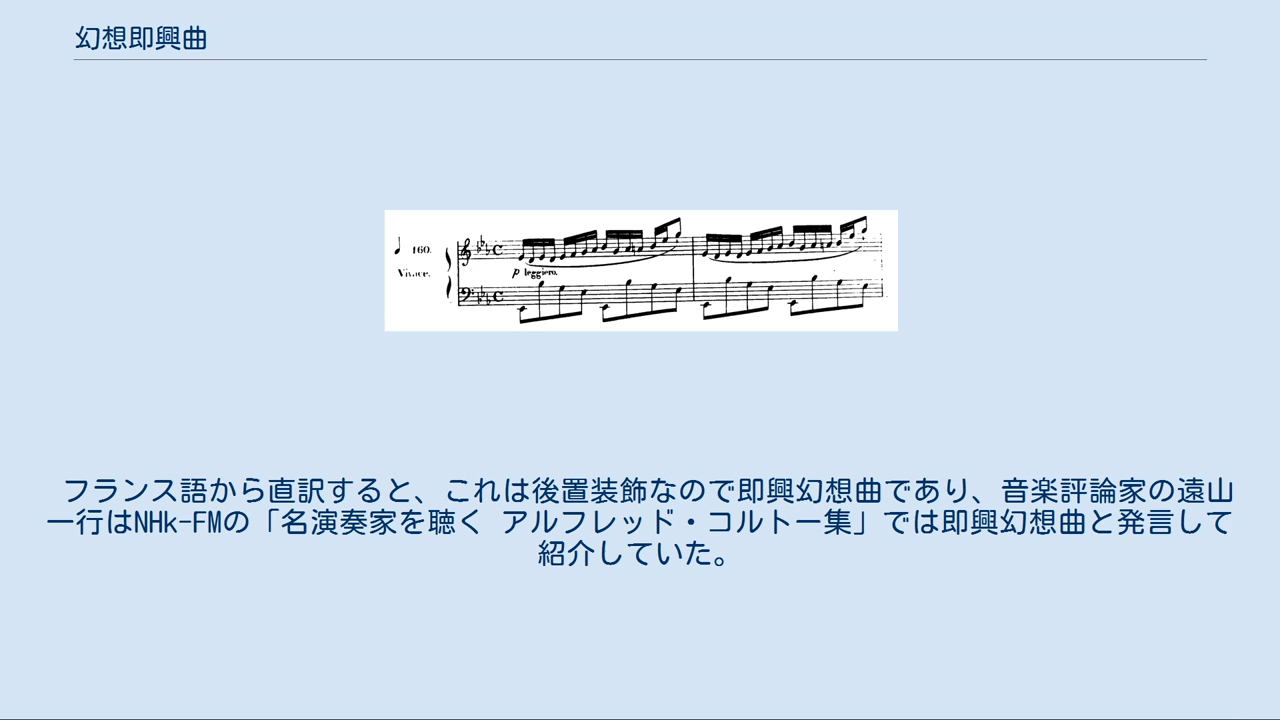 幻想即興曲
160.
Vivace.
p leggiero.
フランス語から直訳すると、これは後置装飾なので即興幻想曲であり、音楽評論家の遠山
一行はNHk-FMの「名演奏家を聴く アルフレッド・コルトー集」では即興幻想曲と発言して
紹介していた。